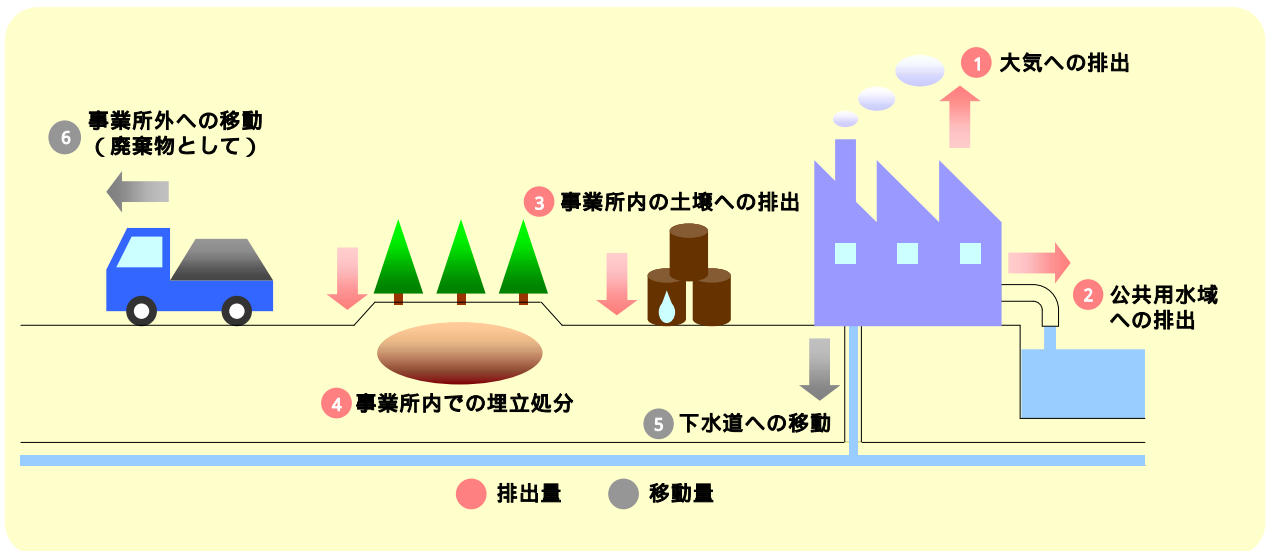 1 大気への排出
6 事業所外への移動
（廃棄物として）
3 事業所内の土壌への排出
2 公共用水域
への排出
4 事業所内での埋立処分
5 下水道への移動
排出量
移動量